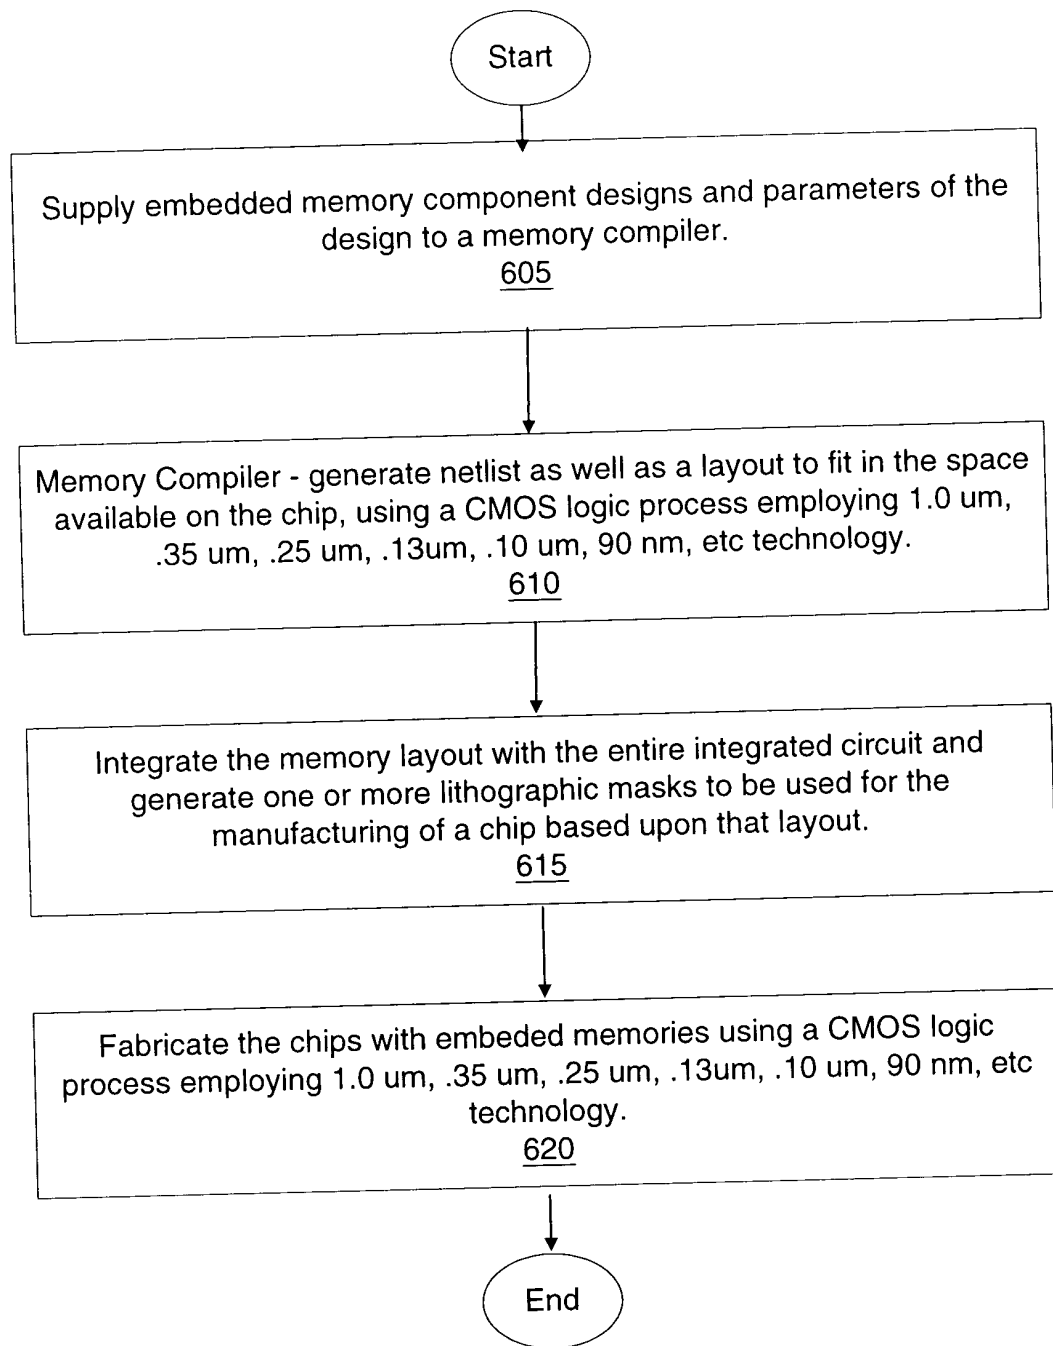 Start
Supply embedded memory component designs and parameters of the
design to a memory compiler.
605
Memory Compiler - generate netlist as well as a layout to fit in the space
available on the chip, using a CMOS logic process employing 1.0 um,
.35 um, .25 um, .13um, .10 um, 90 nm, etc technology.
610
Integrate the memory layout with the entire integrated circuit and
generate one or more lithographic masks to be used for the
manufacturing of a chip based upon that layout.
615
Fabricate the chips with embeded memories using a CMOS logic
process employing 1.0 um, .35 um, .25 um, .13um, .10 um, 90 nm, etc
technology.
620
End